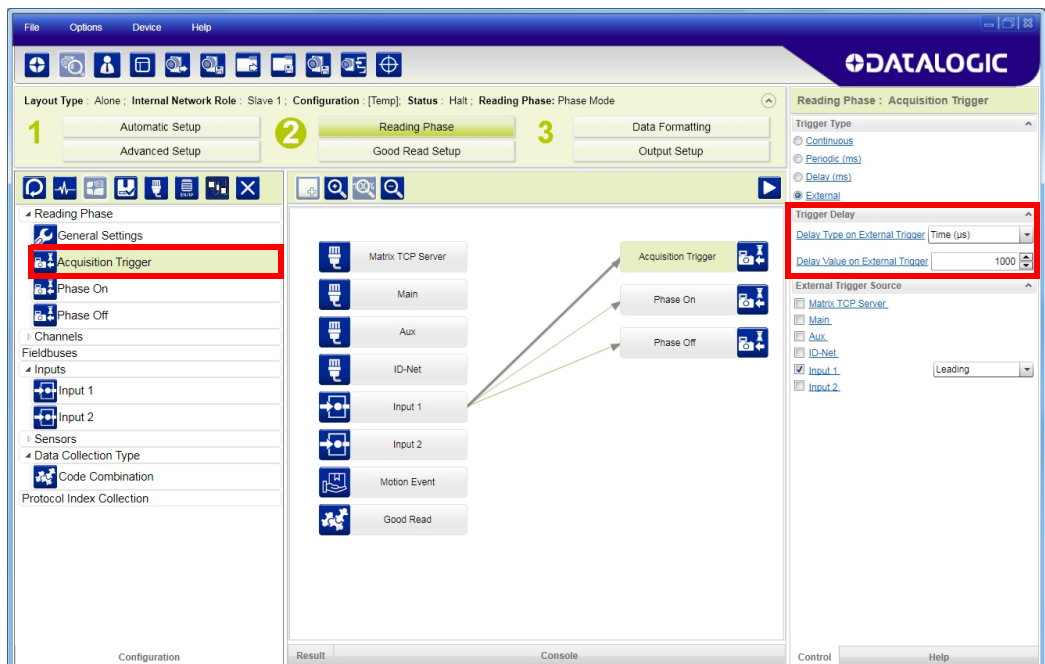 File Options Device Help
DATALOGIC
Layout Type : Alone ; Internal Network Role : Slave 1 ; Configuration : [Temp]; Status : Halt ; Reading Phase: Phase Mode
1 Automatic Setup 2 Reading Phase 3 Data Formatting
Advanced Setup Good Read Setup Output Setup
Reading Phase
General Settings
Acquisition Trigger
Phase On
Phase Off
Channels
Fieldbuses
Inputs
Input 1
Input 2
Sensors
Data Collection Type
Code Combination
Protocol Index Collection
Configuration
100%
Matrix TCP Server
Main
Aux
ID-Net
Input 1
Input 2
Motion Event
Good Read
Acquisition Trigger
Phase On
Phase Off
Result Console
Reading Phase : Acquisition Trigger
Trigger Type
Continuous
Periodic (ms)
Delay (ms)
External
Trigger Delay
Delay Type on External Trigger Time (µs)
Delay Value on External Trigger 1000
External Trigger Source
Matrix TCP Server
Main
Aux
ID-Net
Input 1 Leading
Input 2
Control Help